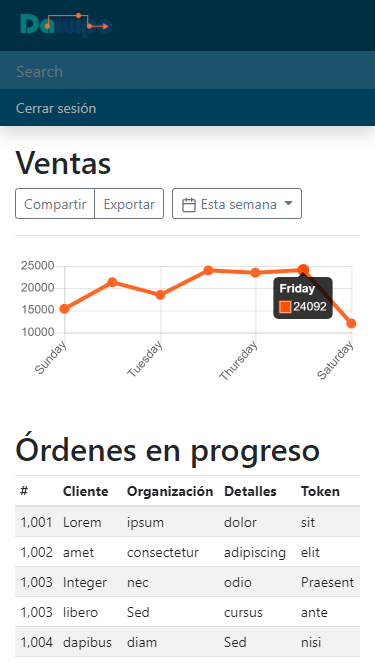 Dawipo
Search
Cerrar sesión
Ventas
Compartir Exportar Esta semana
25000
20000
15000
10000
Friday
24092
Sunday Tuesday Thursday Saturday
Órdenes en progreso
# Cliente Organización Detalles Token
1,001 Lorem ipsum dolor sit
1,002 amet consectetur adipiscing elit
1,003 Integer nec odio Praesent
1,003 libero Sed cursus ante
1,004 dapibus diam Sed nisi